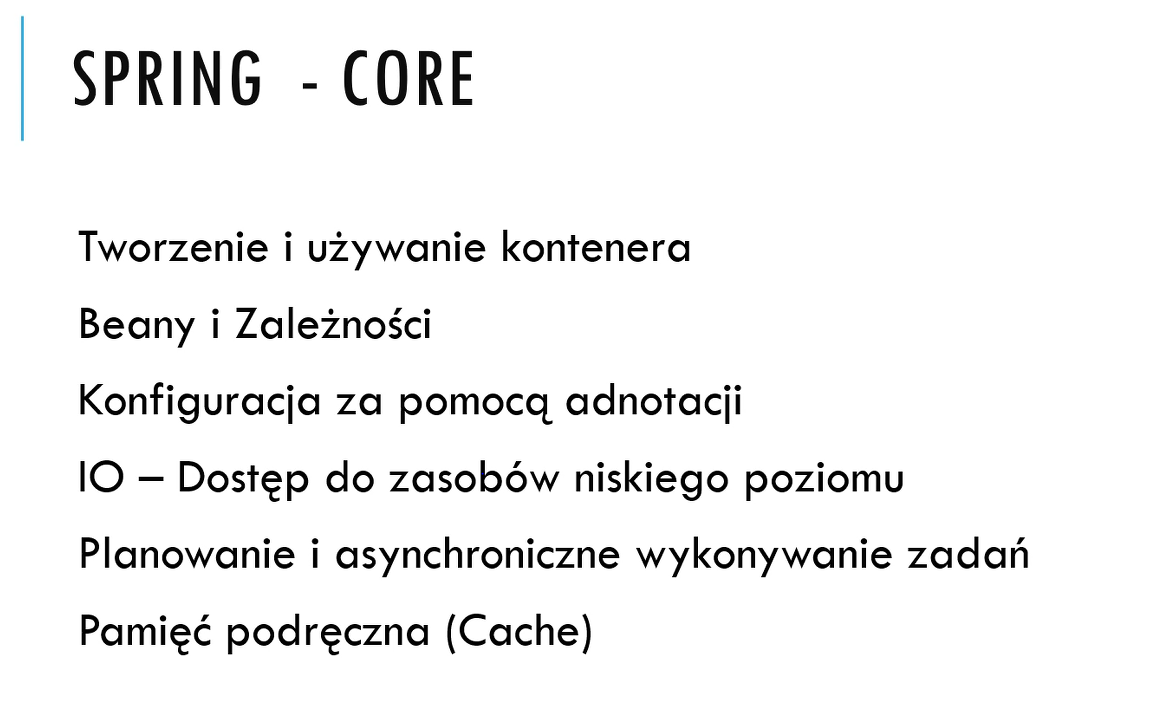 SPRING - CORE
Tworzenie i używanie kontenera
Beany i Zależności
Konfiguracja za pomocą adnotacji
IO – Dostęp do zasobów niskiego poziomu
Planowanie i asynchroniczne wykonywanie zadań
Pamięć podręczna (Cache)